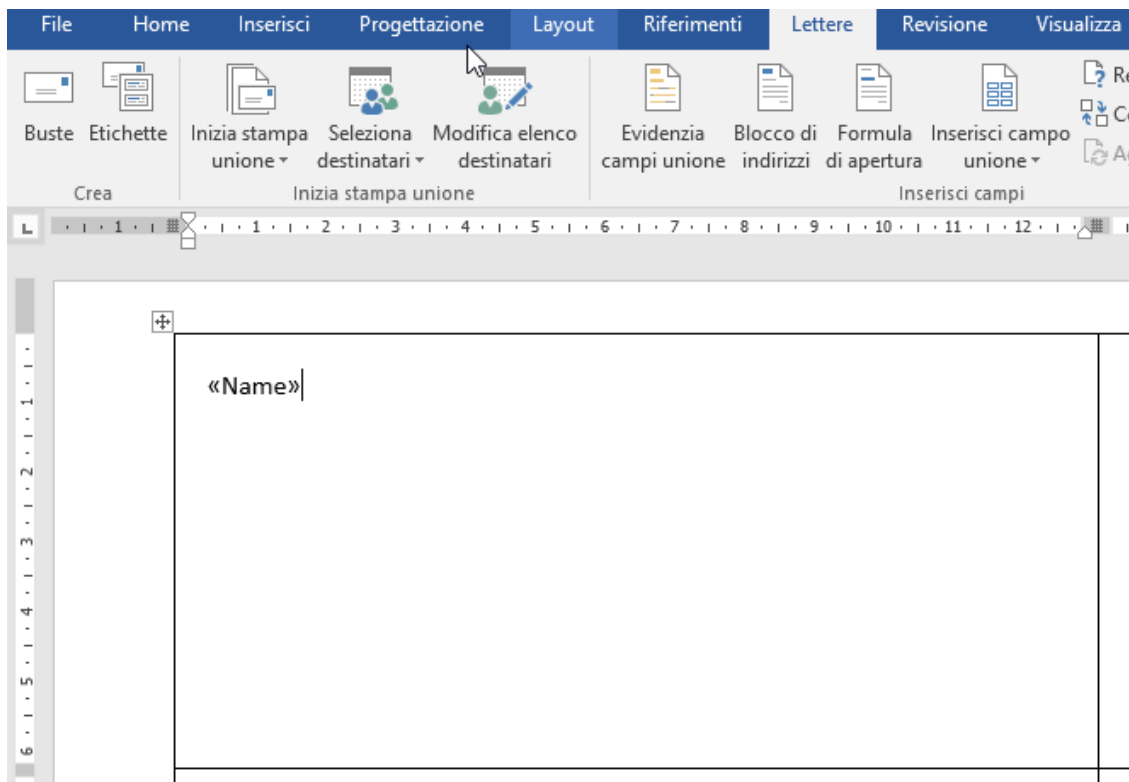 File Home Inserisci Progettazione Layout Riferimenti Lettere Revisione Visualizza
Buste Etichette Inizia stampa unione Seleziona destinatari Modifica elenco destinatari Evidenzia campi unione Blocco di indirizzi Formula di apertura Inserisci campo unione
Crea Inizia stampa unione Inserisci campi
L 1 1 2 3 4 5 6 7 8 9 10 11 12
«Name»
1
2
3
4
5
6